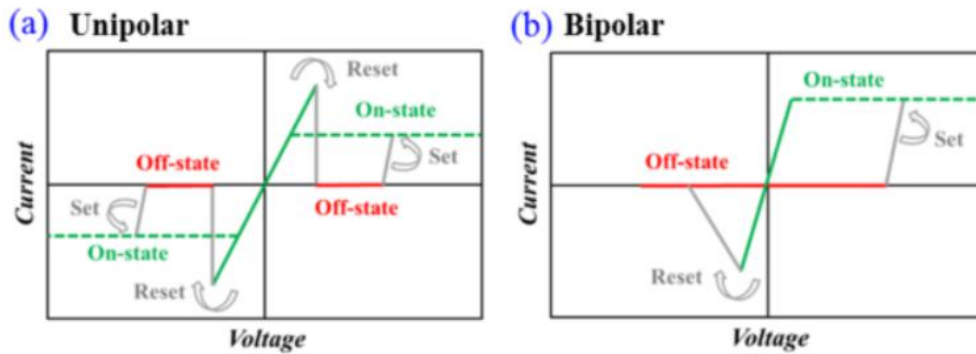 (a) Unipolar
Reset
On-state
Off-state
Set
Set
Off-state
On-state
Reset
Current
Voltage
(b) Bipolar
On-state
Off-state
Set
Reset
Current
Voltage